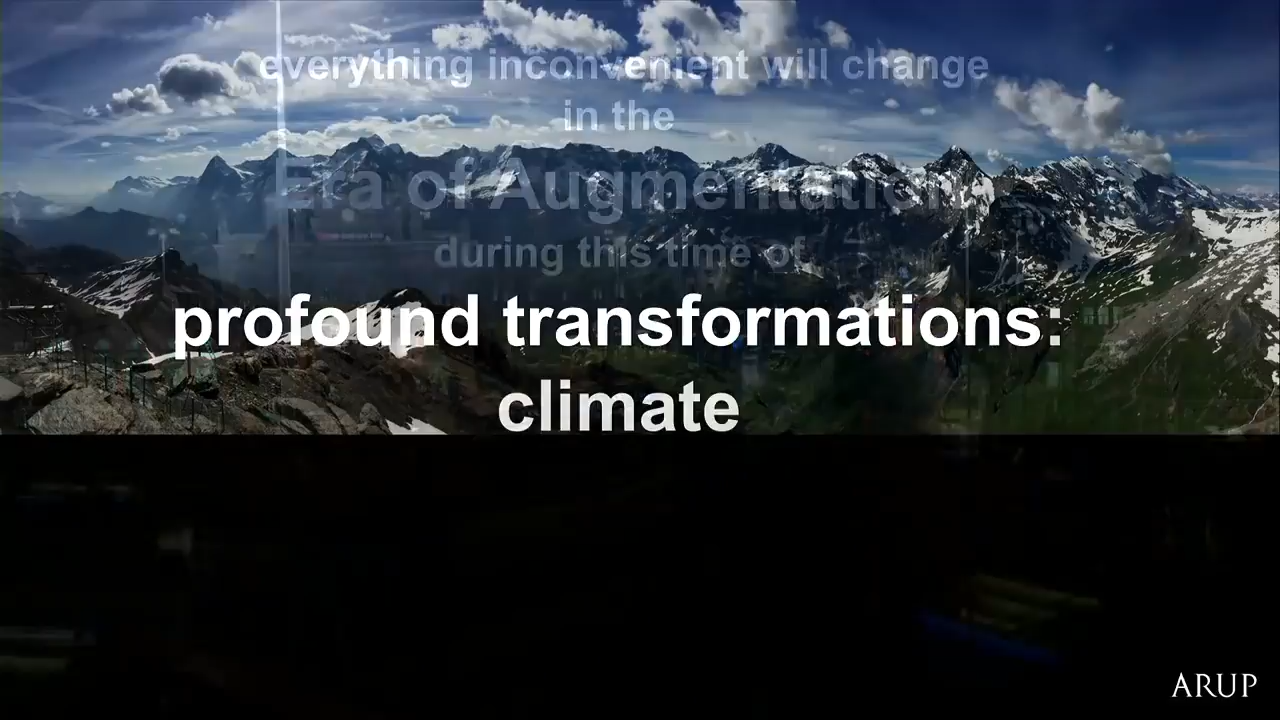 everything inconvenient will change
in the
Era of Augmentation
during this time of
profound transformations:
climate
ARUP